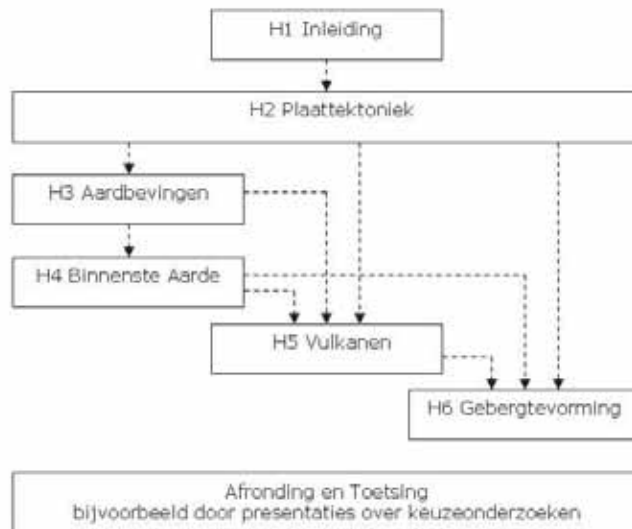 H1 Inleiding
H2 Plaattektoniek
H3 Aardbevingen
H4 Binnenste Aarde
H5 Vulkanen
H6 Gebergtevorming
Afronding en Toetsing
bijvoorbeeld door presentaties over keuzeonderzoeken